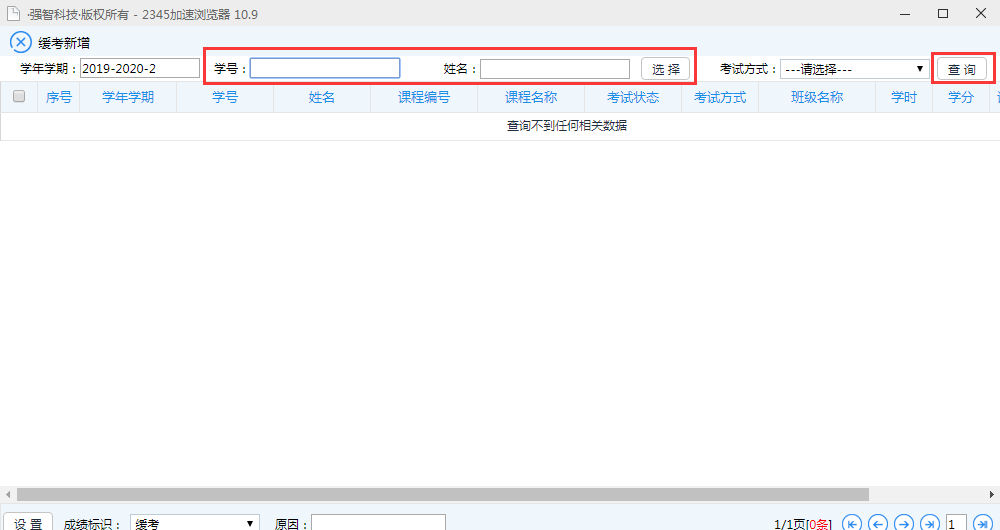 ·强智科技·版权所有 - 2345加速浏览器 10.9
缓考新增
学年学期：2019-2020-2 学号： 姓名： 选 择 考试方式：---请选择--- 查 询
序号 学年学期 学号 姓名 课程编号 课程名称 考试状态 考试方式 班级名称 学时 学分
查询不到任何相关数据
设 置 成绩标识： 缓考 原因： 1/1页[0条] 1